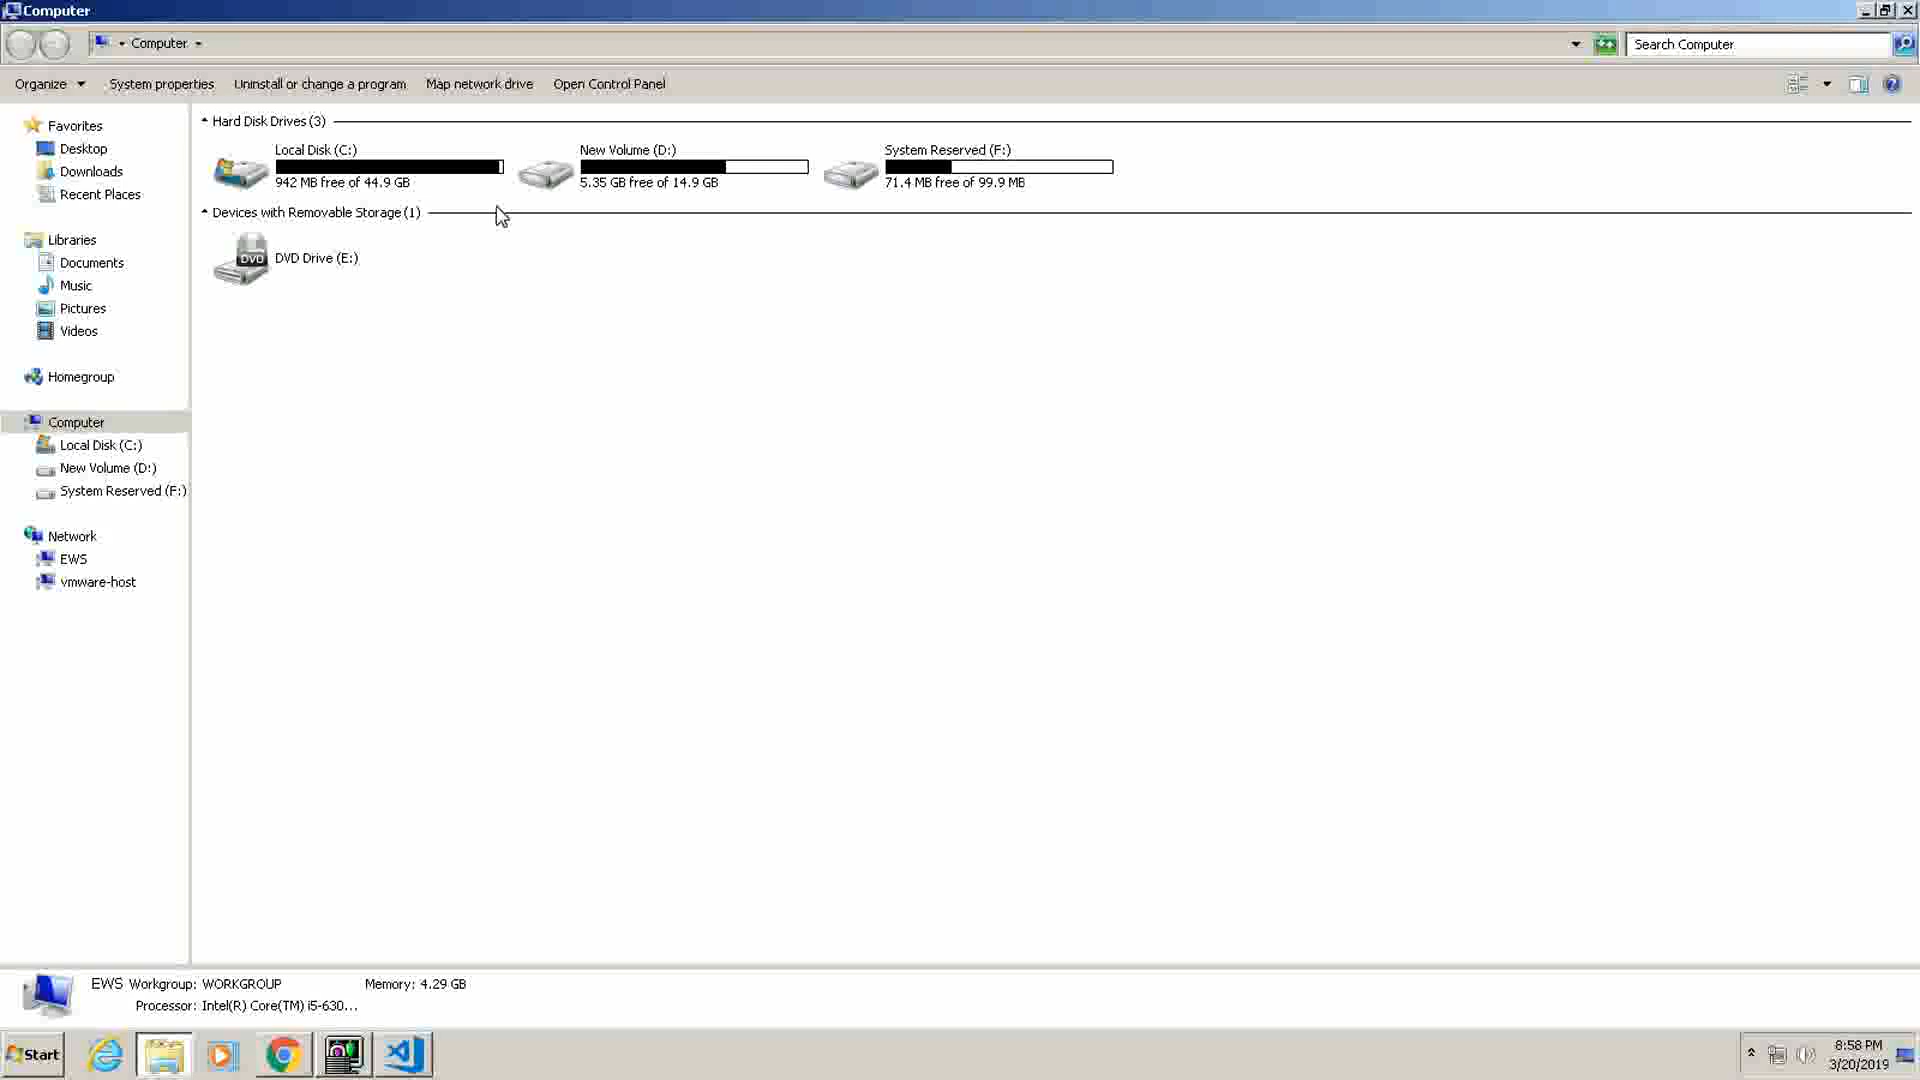 Computer
Computer
Search Computer
Organize
System properties
Uninstall or change a program
Map network drive
Open Control Panel
Favorites
Desktop
Downloads
Recent Places
Libraries
Documents
Music
Pictures
Videos
Homegroup
Computer
Local Disk (C:)
New Volume (D:)
System Reserved (F:)
Network
EWS
vmware-host
Hard Disk Drives (3)
Local Disk (C:)
942 MB free of 44.9 GB
New Volume (D:)
5.35 GB free of 14.9 GB
System Reserved (F:)
71.4 MB free of 99.9 MB
Devices with Removable Storage (1)
DVD
DVD Drive (E:)
EWS Workgroup: WORKGROUP Memory: 4.29 GB
Processor: Intel(R) Core(TM) i5-630...
Start
8:58 PM
3/20/2019